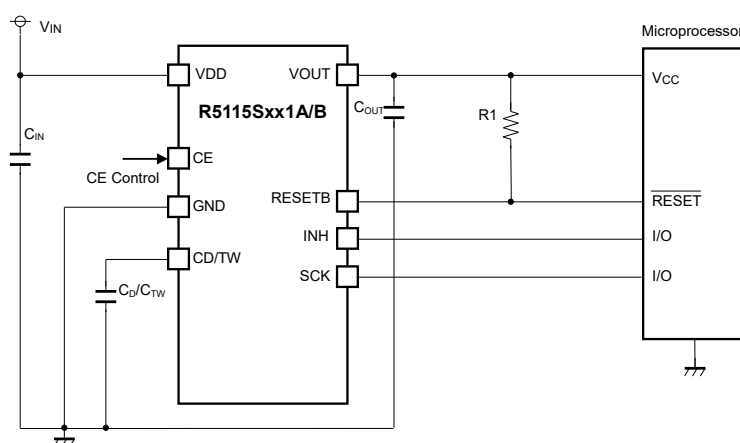 VIN
Microprocessor
VDD
VOUT
VCC
R5115Sxx1A/B
COUT
R1
CIN
CE
CE Control
RESETB
RESET
GND
INH
I/O
CD/TW
SCK
I/O
CD/CTW